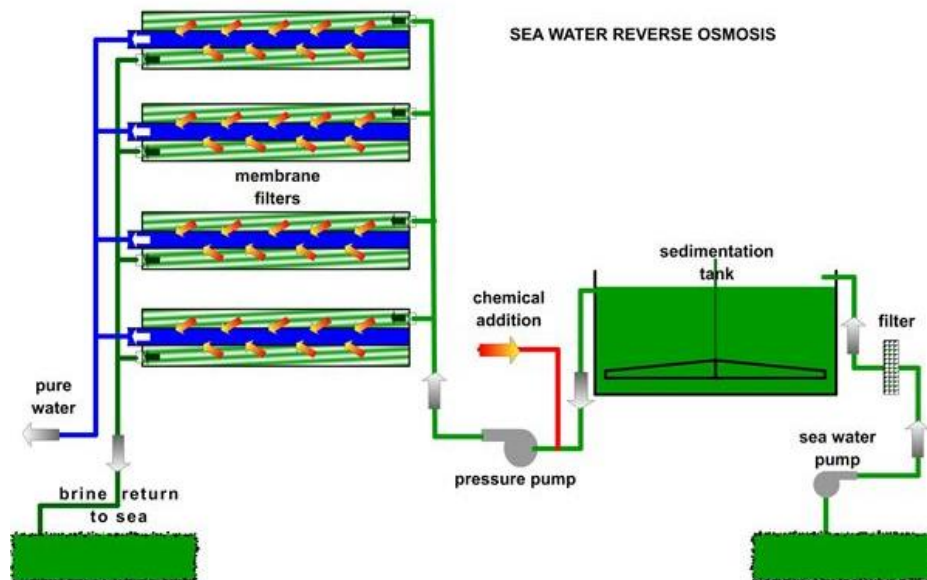 SEA WATER REVERSE OSMOSIS
membrane
filters
sedimentation
tank
chemical
addition
filter
pure
water
sea water
pump
pressure pump
brine return
to sea